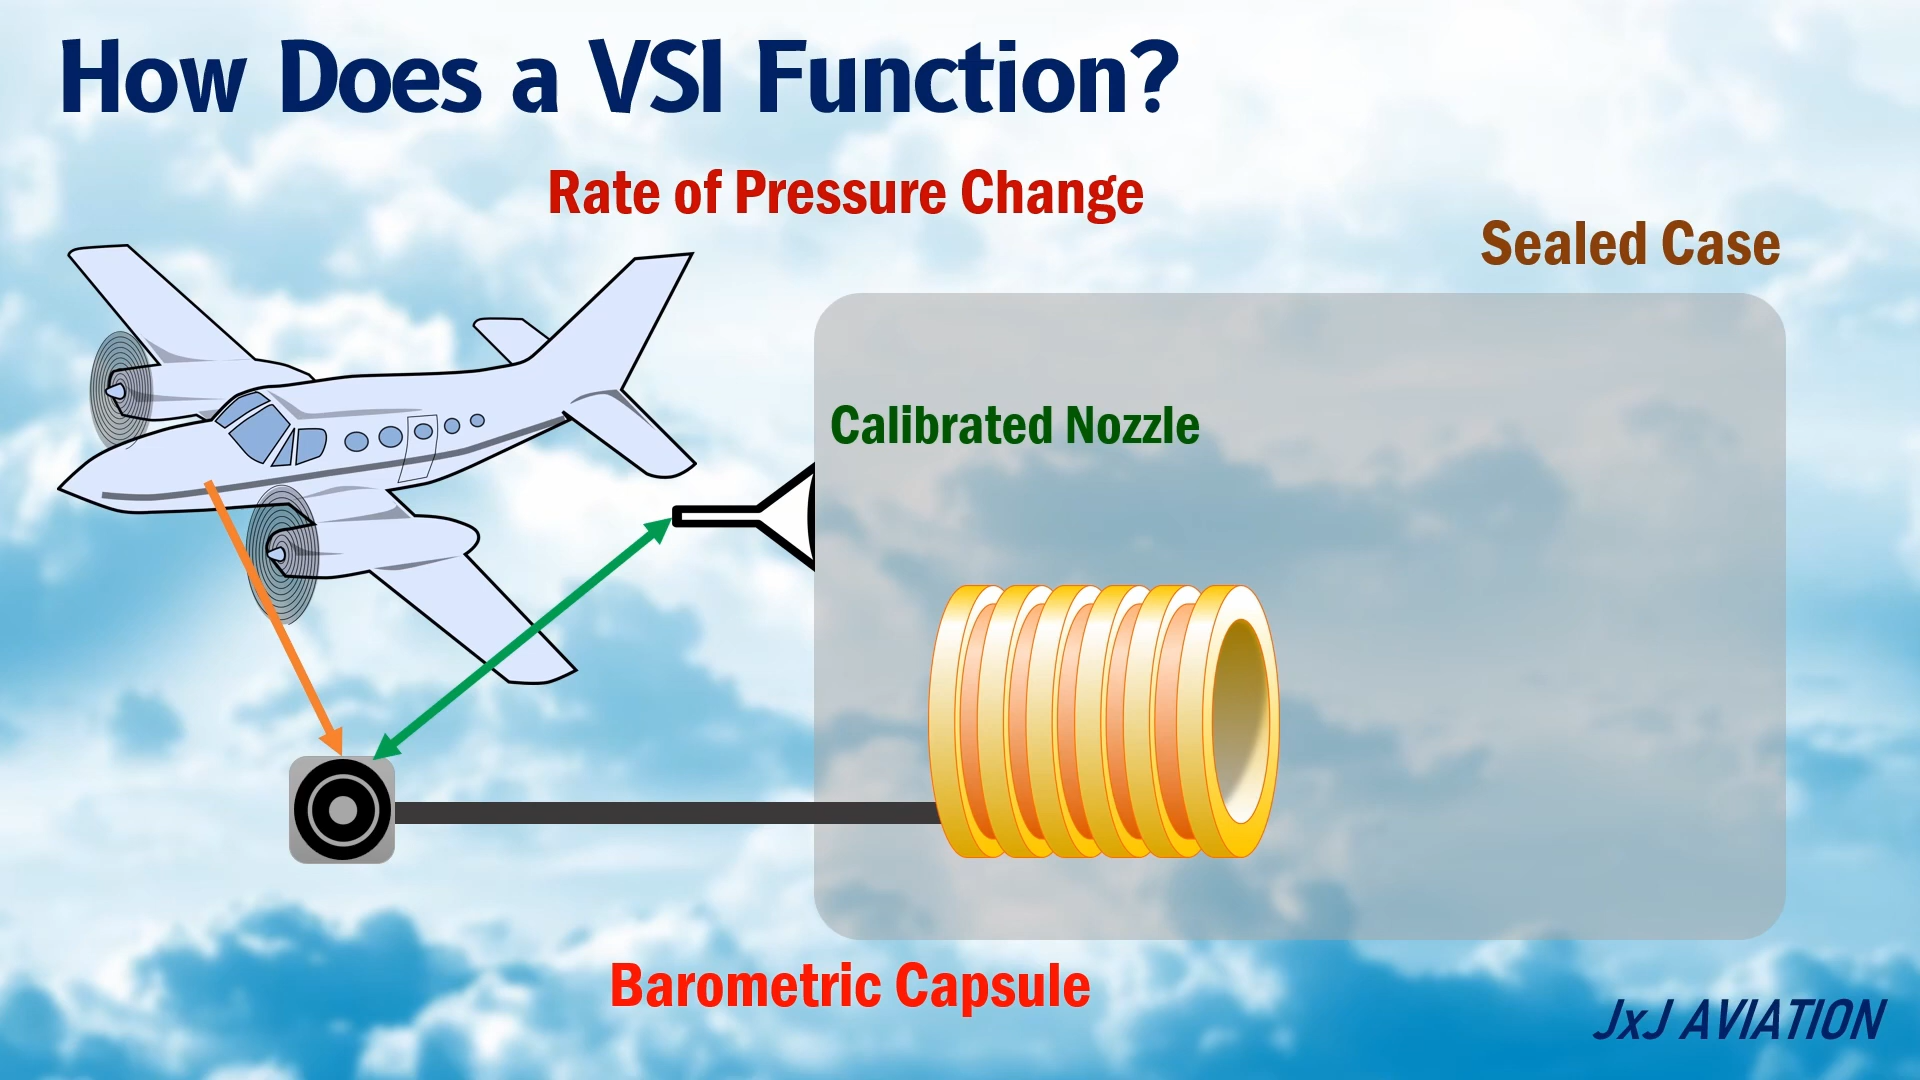 How Does a VSI Function?
Rate of Pressure Change
Sealed Case
Calibrated Nozzle
Barometric Capsule
JxJ AVIATION